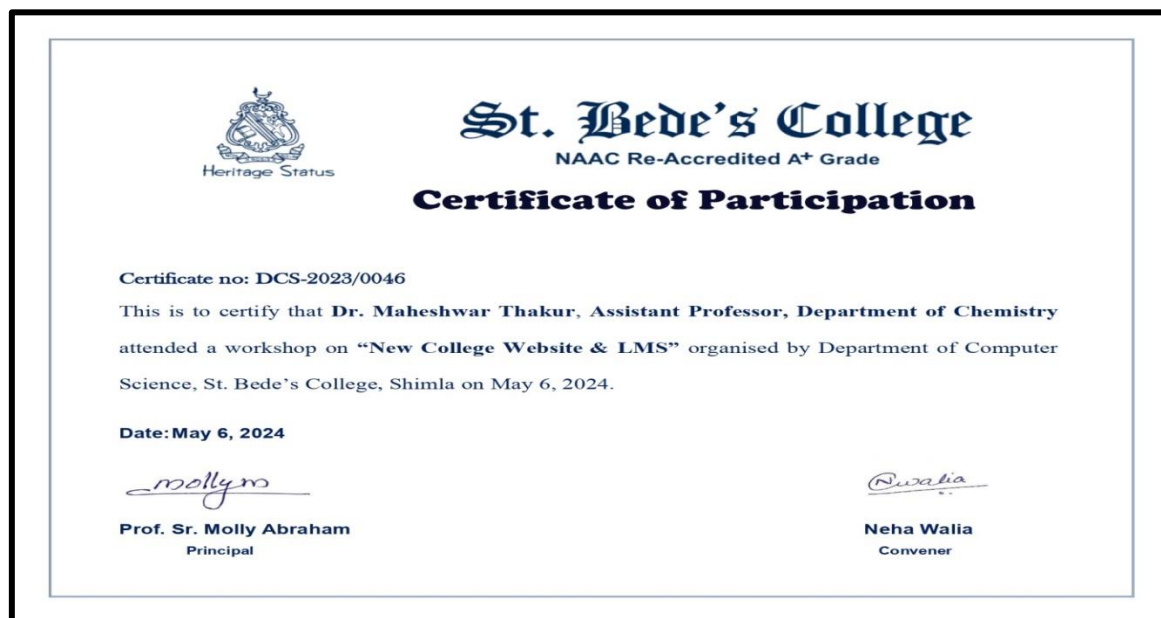 St. Bede's College
NAAC Re-Accredited A+ Grade
Heritage Status
Certificate of Participation
Certificate no: DCS-2023/0046
This is to certify that Dr. Maheshwar Thakur, Assistant Professor, Department of Chemistry
attended a workshop on “New College Website & LMS” organised by Department of Computer
Science, St. Bede’s College, Shimla on May 6, 2024.
Date: May 6, 2024
mollym
Nwalia
Prof. Sr. Molly Abraham
Neha Walia
Principal
Convener